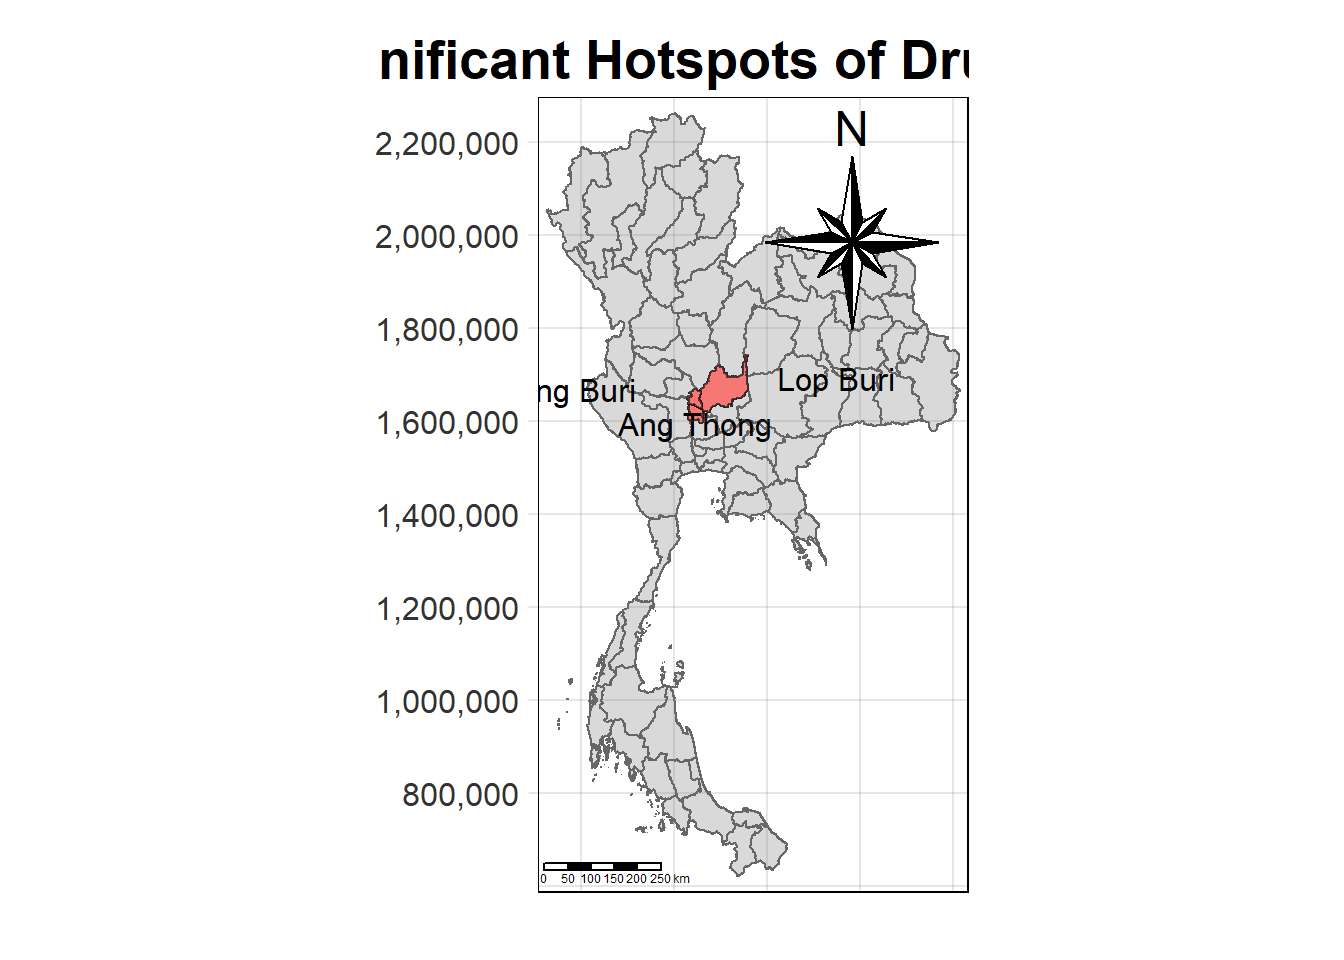 nificant Hotspots of Dru
N
2,200,000
2,000,000
1,800,000
Lop Buri
ng Buri
1,600,000
Ang Thong
1,400,000
1,200,000
1,000,000
800,000
0 50 100 150 200 250 km